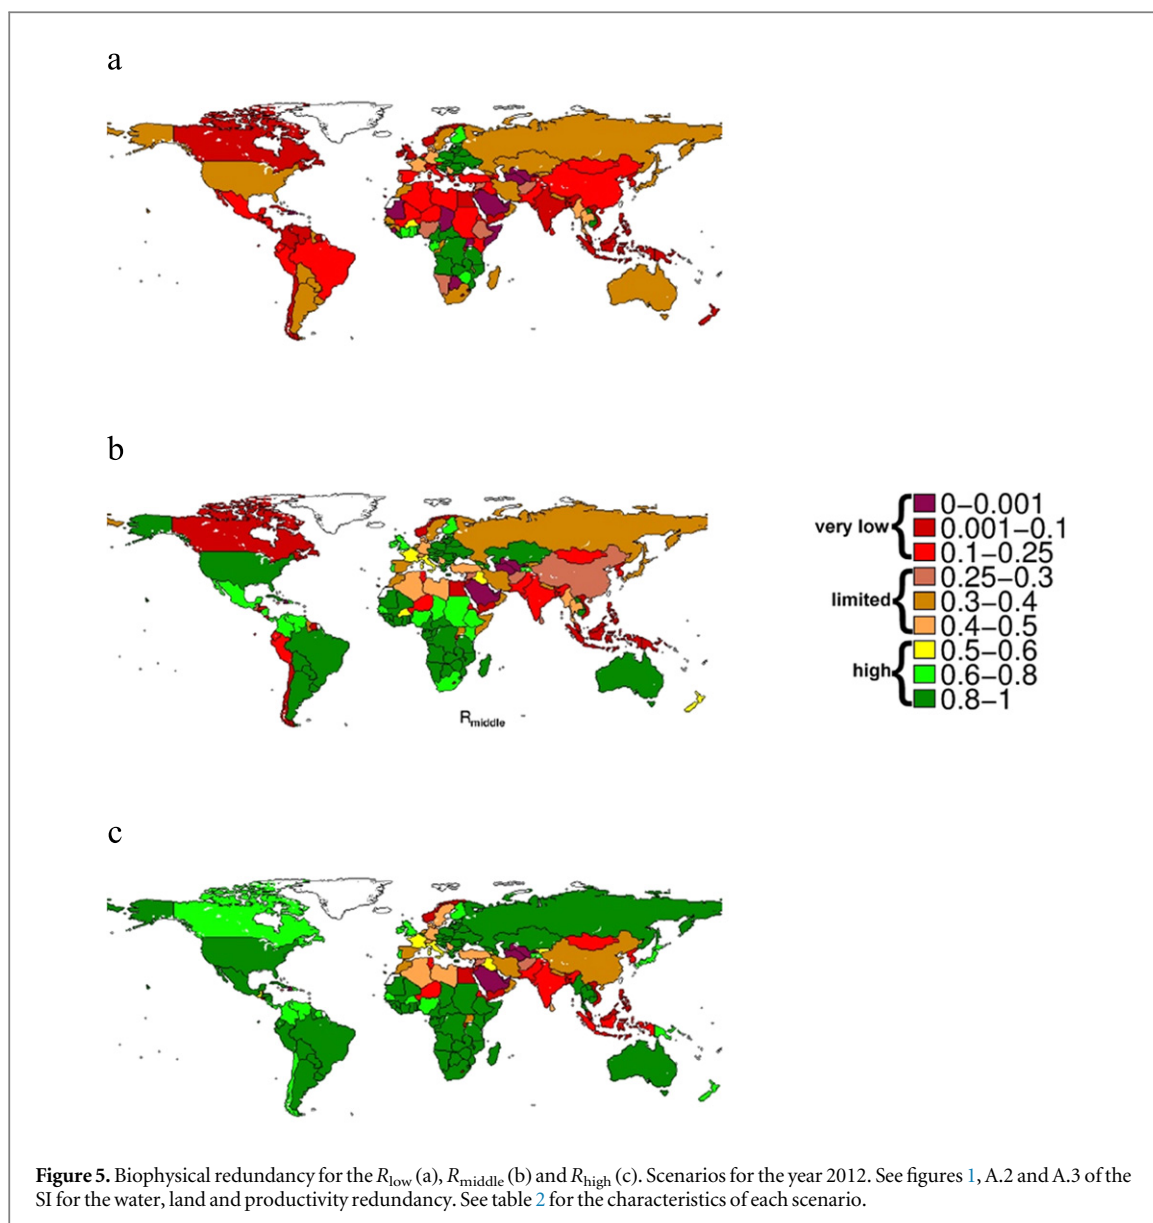 a
b
very low
0–0.001
0.001–0.1
0.1–0.25
limited
0.25–0.3
0.3–0.4
0.4–0.5
high
0.5–0.6
0.6–0.8
0.8–1
Rmiddle
c
Figure 5. Biophysical redundancy for the Rlow (a), Rmiddle (b) and Rhigh (c). Scenarios for the year 2012. See figures 1, A.2 and A.3 of the
SI for the water, land and productivity redundancy. See table 2 for the characteristics of each scenario.